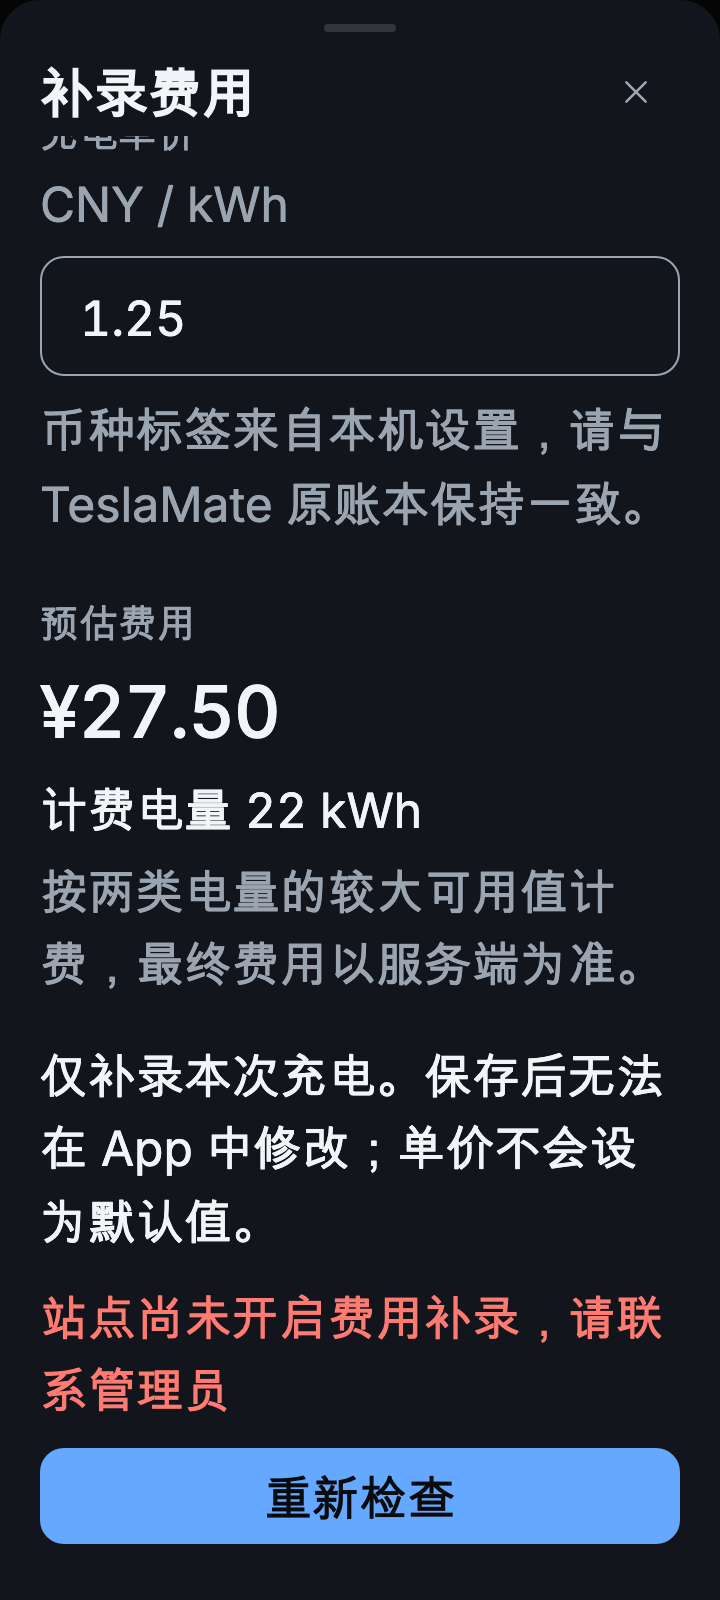 补录费用
充电单价
CNY / kWh
1.25
币种标签来自本机设置，请与
TeslaMate 原账本保持一致。
预估费用
¥27.50
计费电量 22 kWh
按两类电量的较大可用值计
费，最终费用以服务端为准。
仅补录本次充电。保存后无法
在 App 中修改；单价不会设
为默认值。
站点尚未开启费用补录，请联
系管理员
重新检查